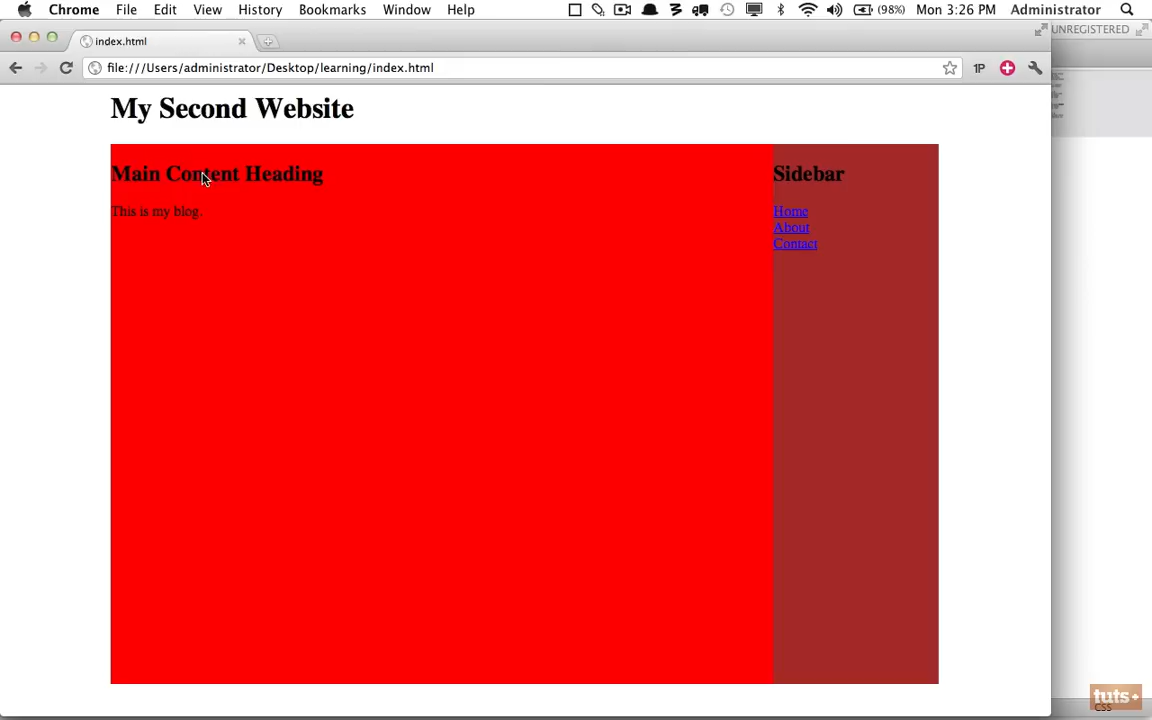 Chrome File Edit View History Bookmarks Window Help (98%) Mon 3:26 PM Administrator
UNREGISTERED
index.html
file:///Users/administrator/Desktop/learning/index.html 1P
My Second Website
Main Content Heading
This is my blog.
Sidebar
Home
About
Contact
tuts+
CSS